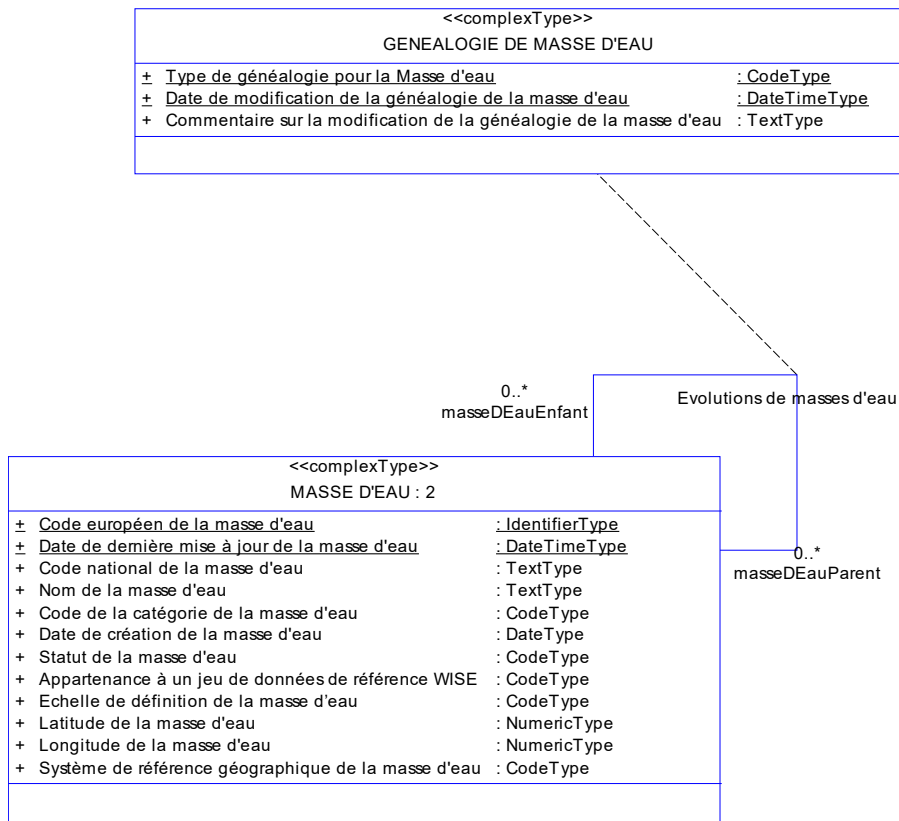 <<complexType>>
GENEALOGIE DE MASSE D'EAU
+ Type de généalogie pour la Masse d'eau : CodeType
+ Date de modification de la généalogie de la masse d'eau : DateTimeType
+ Commentaire sur la modification de la généalogie de la masse d'eau : TextType
0..*
masseDEauEnfant
Evolutions de masses d'eau
<<complexType>>
MASSE D'EAU : 2
+ Code européen de la masse d'eau : IdentifierType
+ Date de dernière mise à jour de la masse d'eau : DateTimeType
+ Code national de la masse d'eau : TextType
+ Nom de la masse d'eau : TextType
+ Code de la catégorie de la masse d'eau : CodeType
+ Date de création de la masse d'eau : DateType
+ Statut de la masse d'eau : CodeType
+ Appartenance à un jeu de données de référence WISE : CodeType
+ Echelle de définition de la masse d’eau : CodeType
+ Latitude de la masse d'eau : NumericType
+ Longitude de la masse d'eau : NumericType
+ Système de référence géographique de la masse d'eau : CodeType
0..*
masseDEauParent